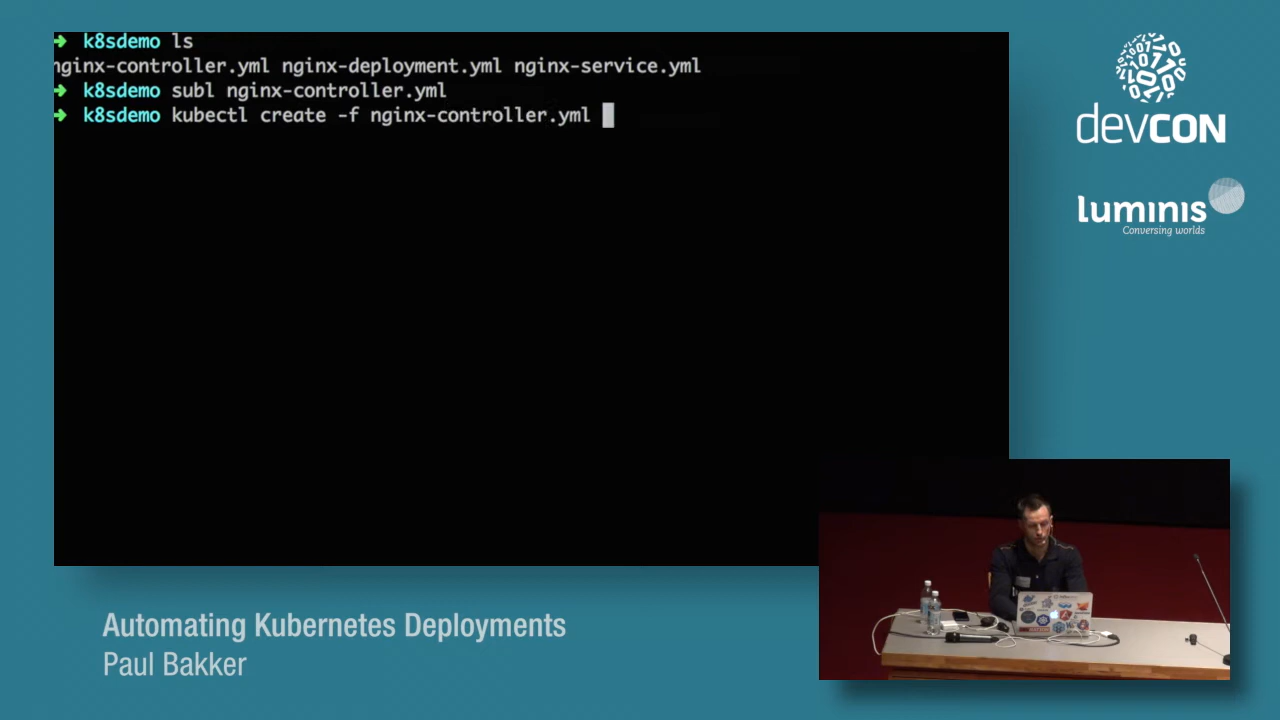 ➜ k8sdemo ls
nginx-controller.yml nginx-deployment.yml nginx-service.yml
➜ k8sdemo subl nginx-controller.yml
➜ k8sdemo kubectl create -f nginx-controller.yml
devCON
luminis
Conversing worlds
Automating Kubernetes Deployments
Paul Bakker